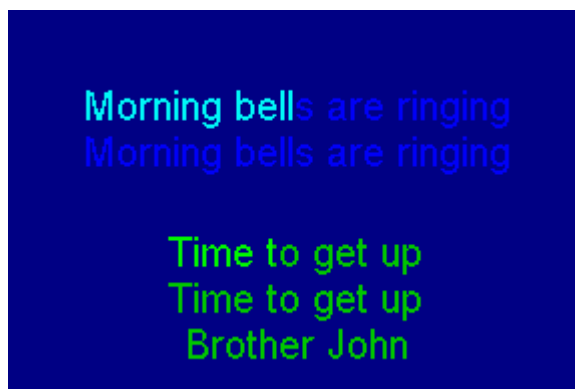 Morning bells are ringing
Morning bells are ringing
Time to get up
Time to get up
Brother John